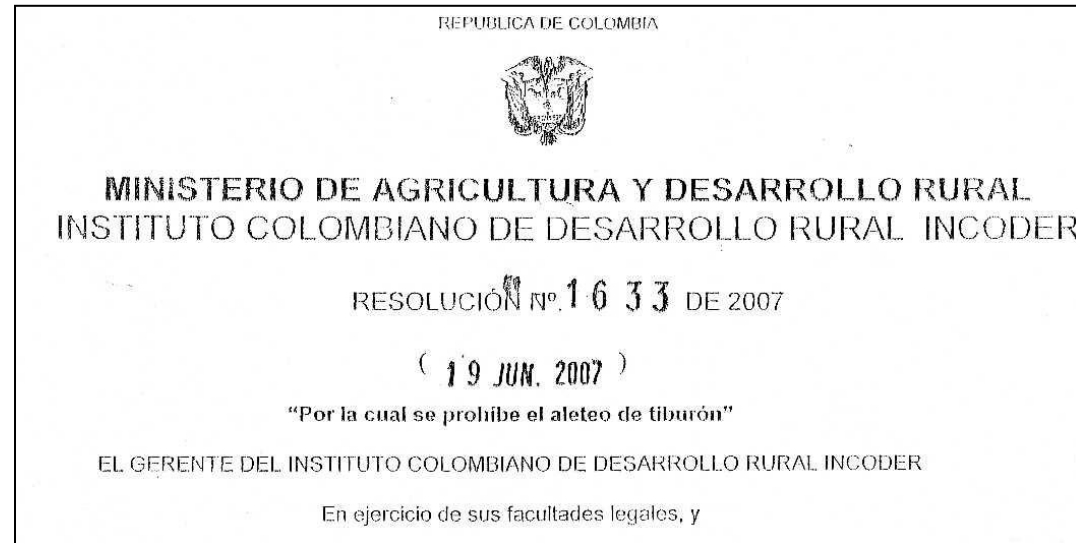 REPUBLICA DE COLOMBIA
MINISTERIO DE AGRICULTURA Y DESARROLLO RURAL
INSTITUTO COLOMBIANO DE DESARROLLO RURAL INCODER
RESOLUCIÓN Nº. 1633 DE 2007
( 19 JUN. 2007 )
“Por la cual se prohíbe el aleteo de tiburón”
EL GERENTE DEL INSTITUTO COLOMBIANO DE DESARROLLO RURAL INCODER
En ejercicio de sus facultades legales, y